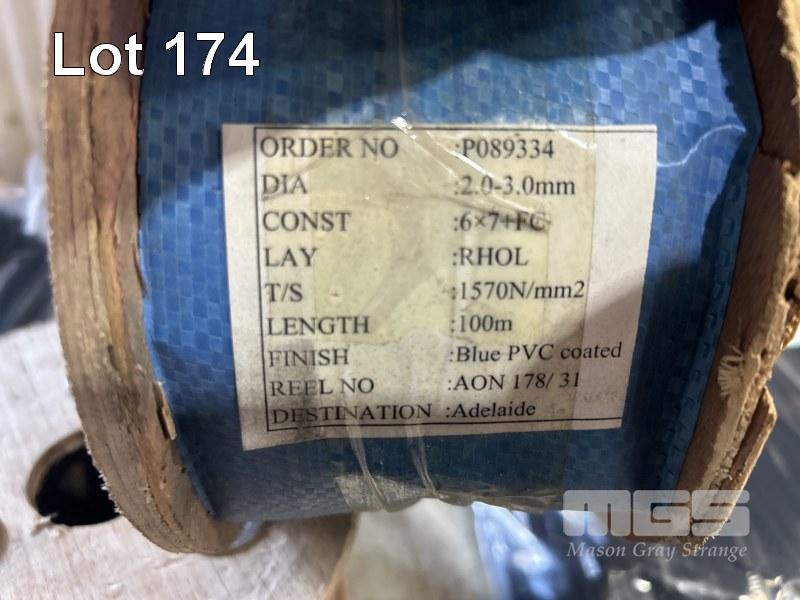 Lot 174
ORDER NO :P089334
DIA :2.0-3.0mm
CONST :6×7+FC
LAY :RHOL
T/S :1570N/mm2
LENGTH :100m
FINISH :Blue PVC coated
REEL NO :AON 178/ 31
DESTINATION :Adelaide
MGS
Mason Gray Strange